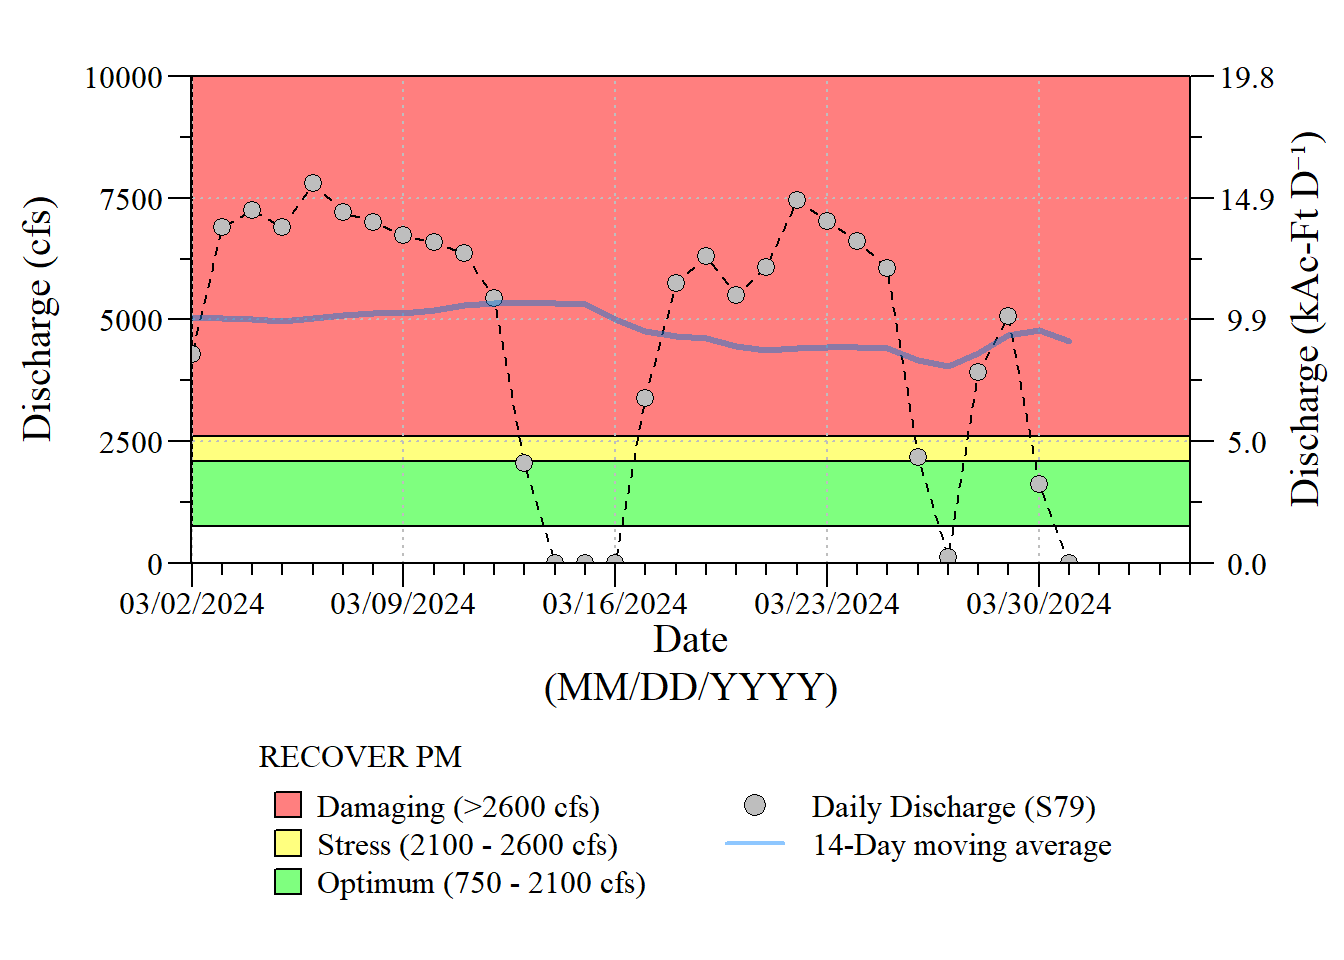 10000
7500
5000
2500
0
Discharge (cfs)
19.8
14.9
9.9
5.0
0.0
Discharge (kAc-Ft D⁻¹)
03/02/2024 03/09/2024 03/16/2024 03/23/2024 03/30/2024
Date
(MM/DD/YYYY)
RECOVER PM
Damaging (>2600 cfs)
Stress (2100 - 2600 cfs)
Optimum (750 - 2100 cfs)
Daily Discharge (S79)
14-Day moving average